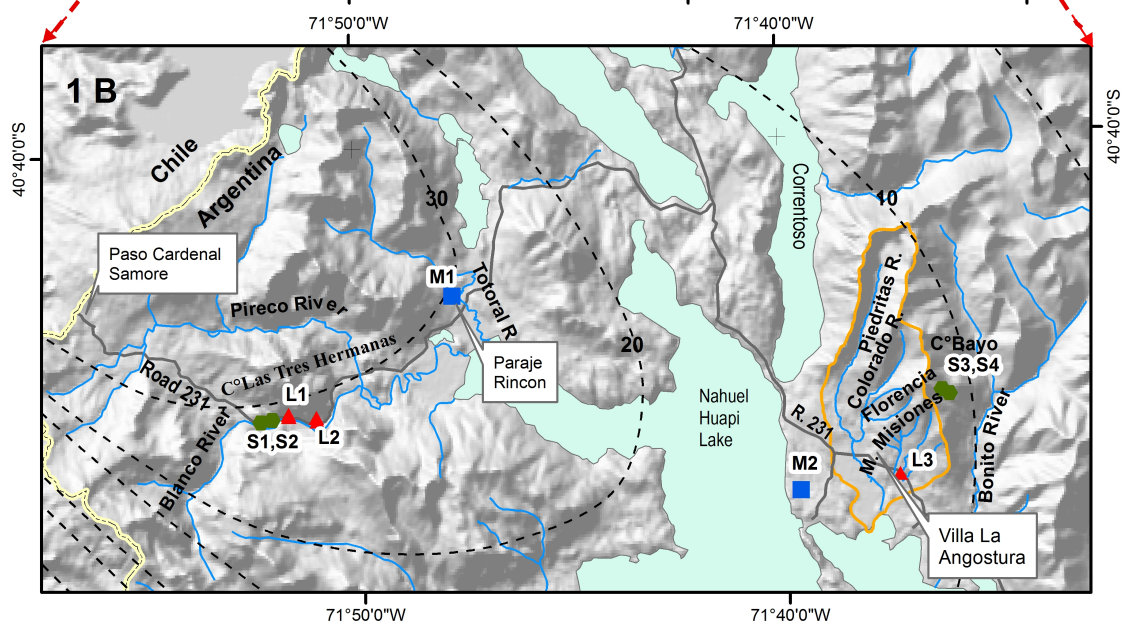 71°50'0"W
71°40'0"W
1 B
40°40'0"S
40°40'0"S
Chile
Argentina
Correntoso
30
10
Paso Cardenal
Samore
M1
Totoral R.
Piedritas R.
Pireco River
Colorado R.
C°Las Tres Hermanas
20
C°Bayo
Paraje
Rincon
S3,S4
Road 231
L1
Nahuel
Huapi
Lake
Florencia
M. Misiones
R. 231
S1,S2
L2
Blanco River
Bonito River
M2
L3
Villa La
Angostura
71°50'0"W
71°40'0"W